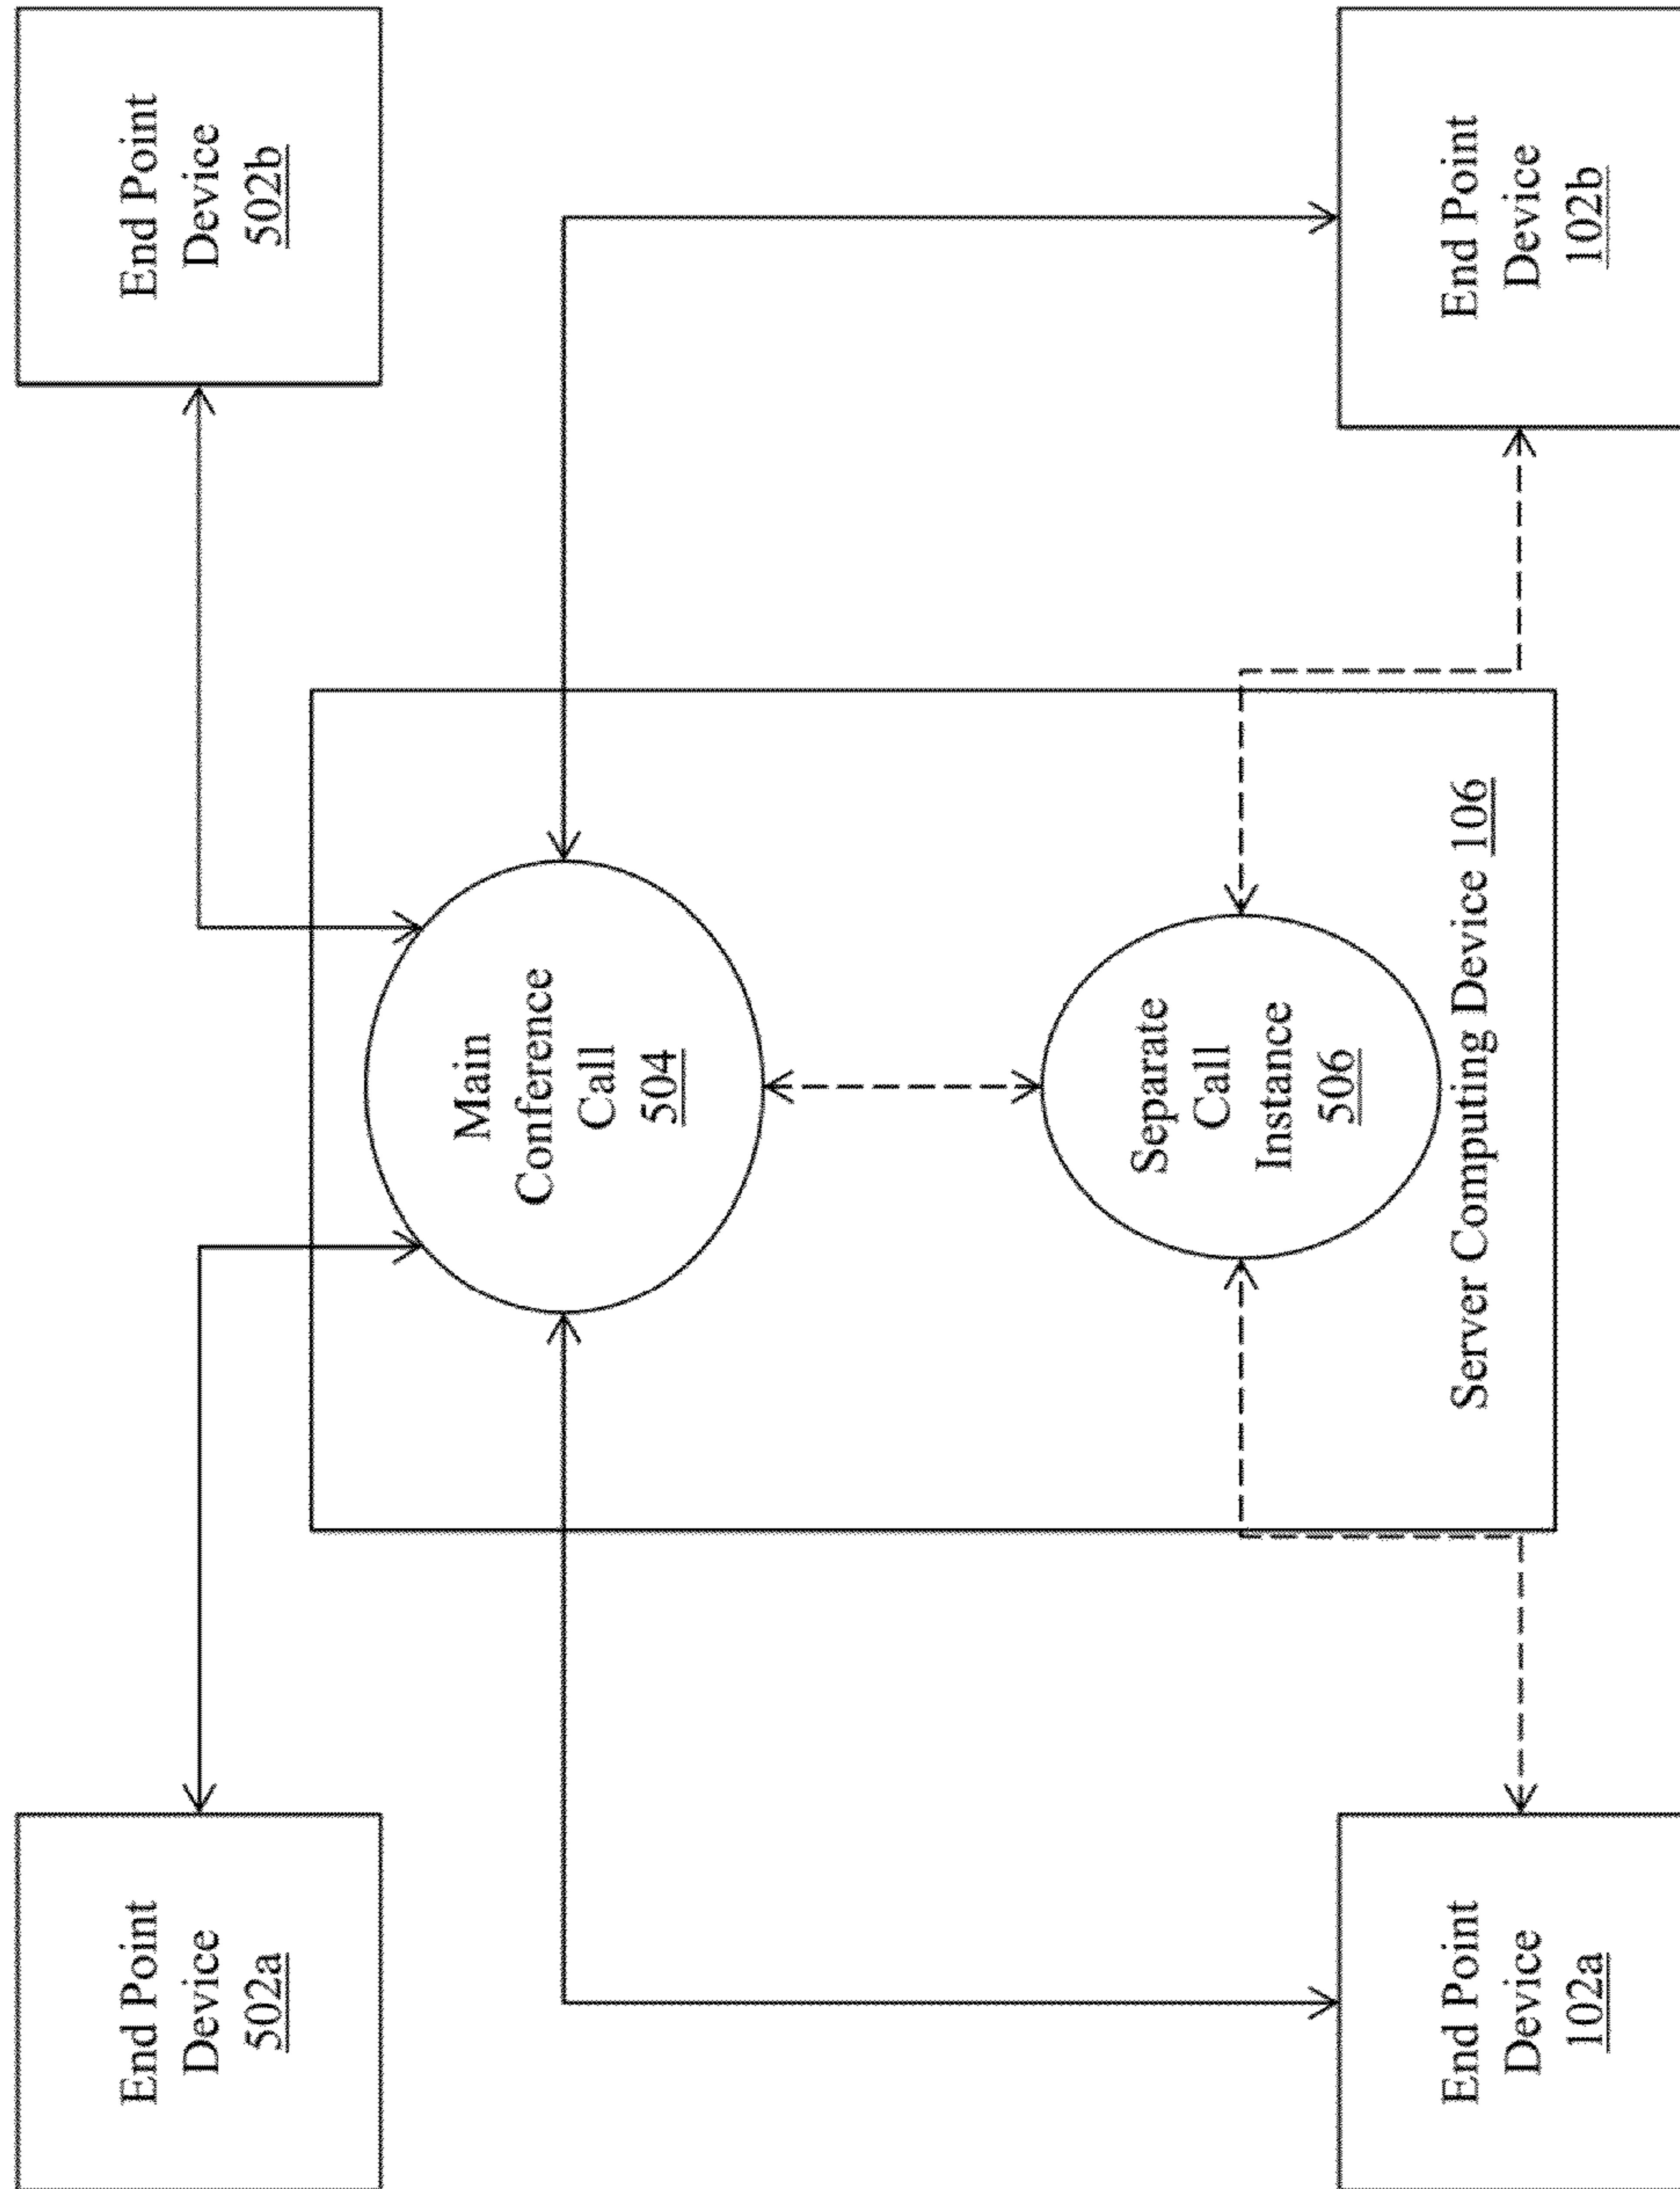 End Point
Device
502a
End Point
Device
502b
Main
Conference
Call
504
Separate
Call
Instance
506
Server Computing Device 106
End Point
Device
102a
End Point
Device
102b